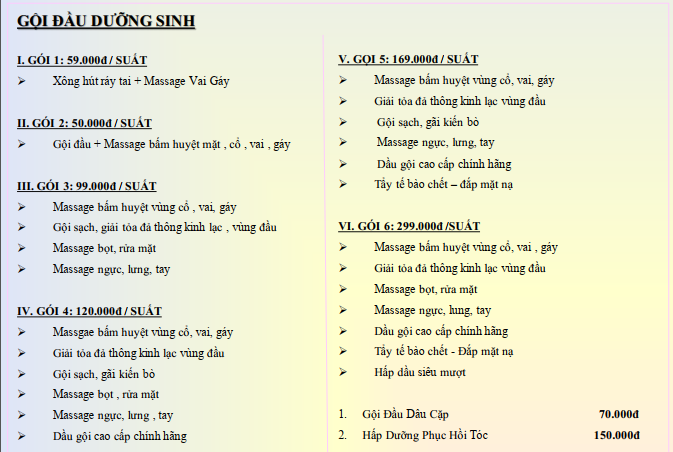 GỘI ĐẦU DƯỠNG SINH
I. GÓI 1: 59.000đ / SUẤT
➢ Xông hút ráy tai + Massage Vai Gáy
II. GÓI 2: 50.000đ / SUẤT
➢ Gội đầu + Massage bấm huyệt mặt , cổ , vai , gáy
III. GÓI 3: 99.000đ / SUẤT
➢ Massage bấm huyệt vùng cổ , vai, gáy
➢ Gội sạch, giải tỏa đả thông kinh lạc , vùng đầu
➢ Massage bọt, rửa mặt
➢ Massage ngực, lưng, tay
IV. GÓI 4: 120.000đ / SUẤT
➢ Massgae bấm huyệt vùng cổ, vai, gáy
➢ Giải tỏa đả thông kinh lạc vùng đầu
➢ Gội sạch, gãi kiến bò
➢ Massage bọt , rửa mặt
➢ Massage ngực, lưng , tay
➢ Dầu gội cao cấp chính hãng
V. GỌI 5: 169.000đ / SUẤT
➢ Massage bấm huyệt vùng cổ, vai, gáy
➢ Giải tỏa đả thông kinh lạc vùng đầu
➢ Gội sạch, gãi kiến bò
➢ Massage ngực, lưng, tay
➢ Dầu gội cao cấp chính hãng
➢ Tẩy tế bào chết – đắp mặt nạ
VI. GÓI 6: 299.000đ /SUẤT
➢ Massage bấm huyệt vùng cổ, vai , gáy
➢ Giải tỏa đả thông kinh lạc vùng đầu
➢ Massage bọt, rửa mặt
➢ Massage ngực, lung, tay
➢ Dầu gội cao cấp chính hãng
➢ Tẩy tế bào chết - Đắp mặt nạ
➢ Hấp dầu siêu mượt
1. Gội Đầu Dâu Cặp 70.000đ
2. Hấp Dưỡng Phục Hồi Tóc 150.000đ